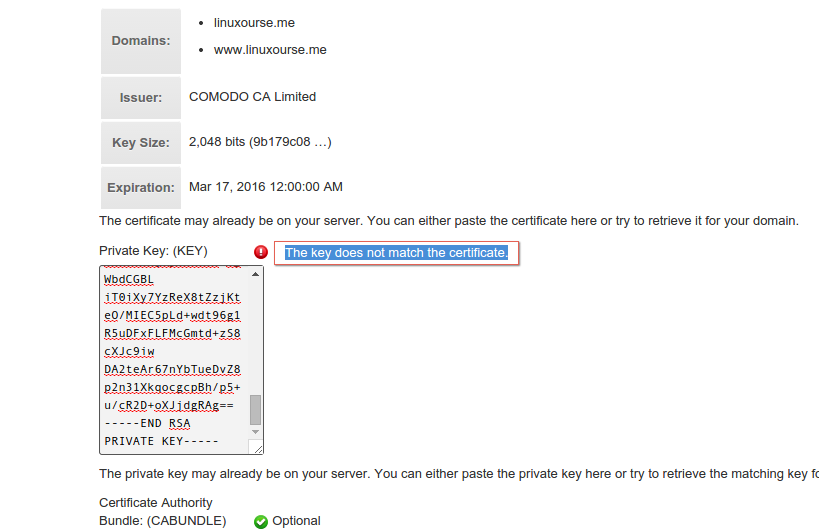 Domains:
linuxourse.me
www.linuxourse.me
Issuer: COMODO CA Limited
Key Size: 2,048 bits (9b179c08 …)
Expiration: Mar 17, 2016 12:00:00 AM
The certificate may already be on your server. You can either paste the certificate here or try to retrieve it for your domain.
Private Key: (KEY) The key does not match the certificate.
WbdCGBL
iT0iXy7YzReX8tZzjKt
eO/MIEC5pLd+wdt96g1
R5uDFxFLFMcGmtd+zS8
cXJc9iw
DA2teAr67nYbTueDvZ8
p2n31XkqocgcpBh/p5+
u/cR2D+oXJjdgRAg==
-----END RSA
PRIVATE KEY-----
The private key may already be on your server. You can either paste the private key here or try to retrieve the matching key
Certificate Authority
Bundle: (CABUNDLE) Optional